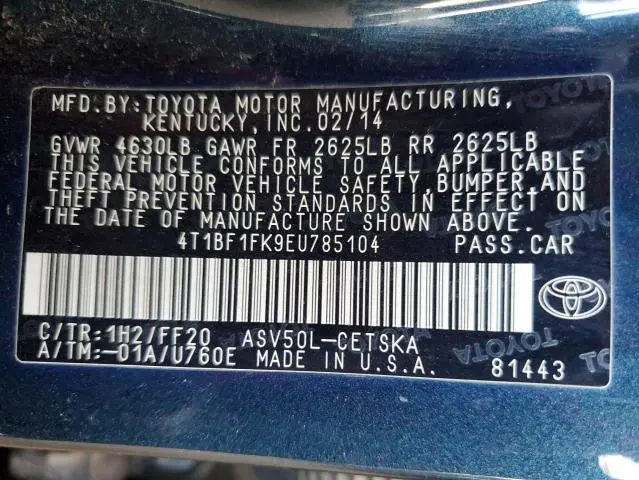 MFD.BY:TOYOTA MOTOR MANUFACTURING,
KENTUCKY, INC. 02/14
GVWR 4630LB GAWR FR 2625LB RR 2625LB
THIS VEHICLE CONFORMS TO ALL APPLICABLE
FEDERAL MOTOR VEHICLE SAFETY, BUMPER, AND
THEFT PREVENTION STANDARDS IN EFFECT ON
THE DATE OF MANUFACTURE SHOWN ABOVE.
4T1BF1FK9EU785104 PASS.CAR
C/TR:1H2/FF20 ASV50L-CETSKA
A/TM:-01A/U760E MADE IN U.S.A.
81443
TOYOTA